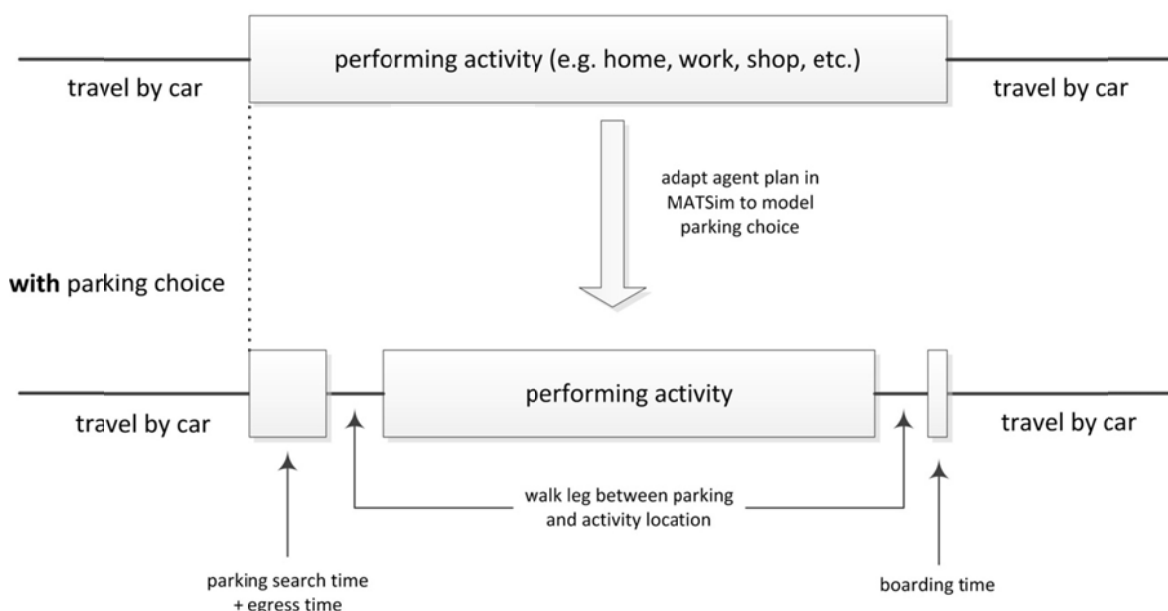 performing activity (e.g. home, work, shop, etc.)
travel by car
travel by car
adapt agent plan in
MATSim to model
parking choice
with parking choice
performing activity
travel by car
travel by car
walk leg between parking
and activity location
parking search time
+ egress time
boarding time